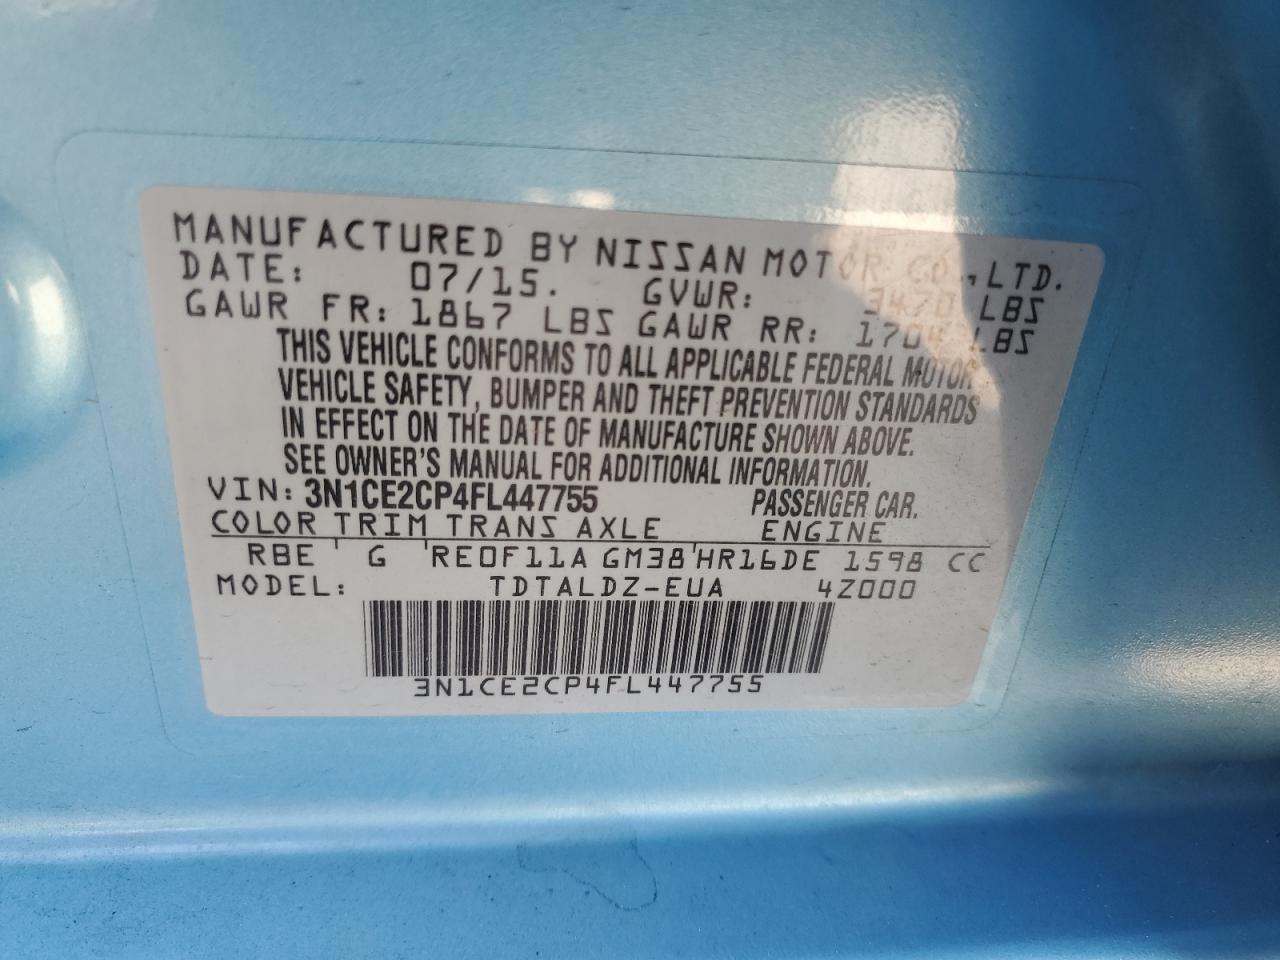 MANUFACTURED BY NISSAN MOTOR CO., LTD.
DATE: 07/15. GVWR: 3470 LBS
GAWR FR: 1867 LBS GAWR RR: LBS
THIS VEHICLE CONFORMS TO ALL APPLICABLE FEDERAL MOTOR
VEHICLE SAFETY, BUMPER AND THEFT PREVENTION STANDARDS
IN EFFECT ON THE DATE OF MANUFACTURE SHOWN ABOVE.
SEE OWNER'S MANUAL FOR ADDITIONAL INFORMATION.
VIN: 3N1CE2CP4FL447755 PASSENGER CAR.
COLOR TRIM TRANS AXLE ENGINE
RBE ' G ' RE0F11A GM38 ' HR16DE 1598 CC
MODEL: TDTALDZ-EUA 4Z000
3N1CE2CP4FL447755